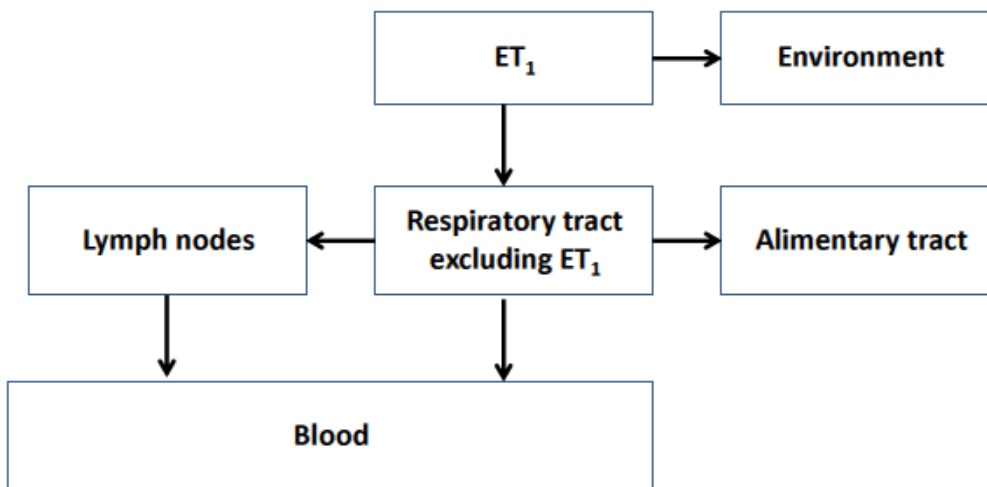 ET₁
Environment
Lymph nodes
Respiratory tract
excluding ET₁
Alimentary tract
Blood